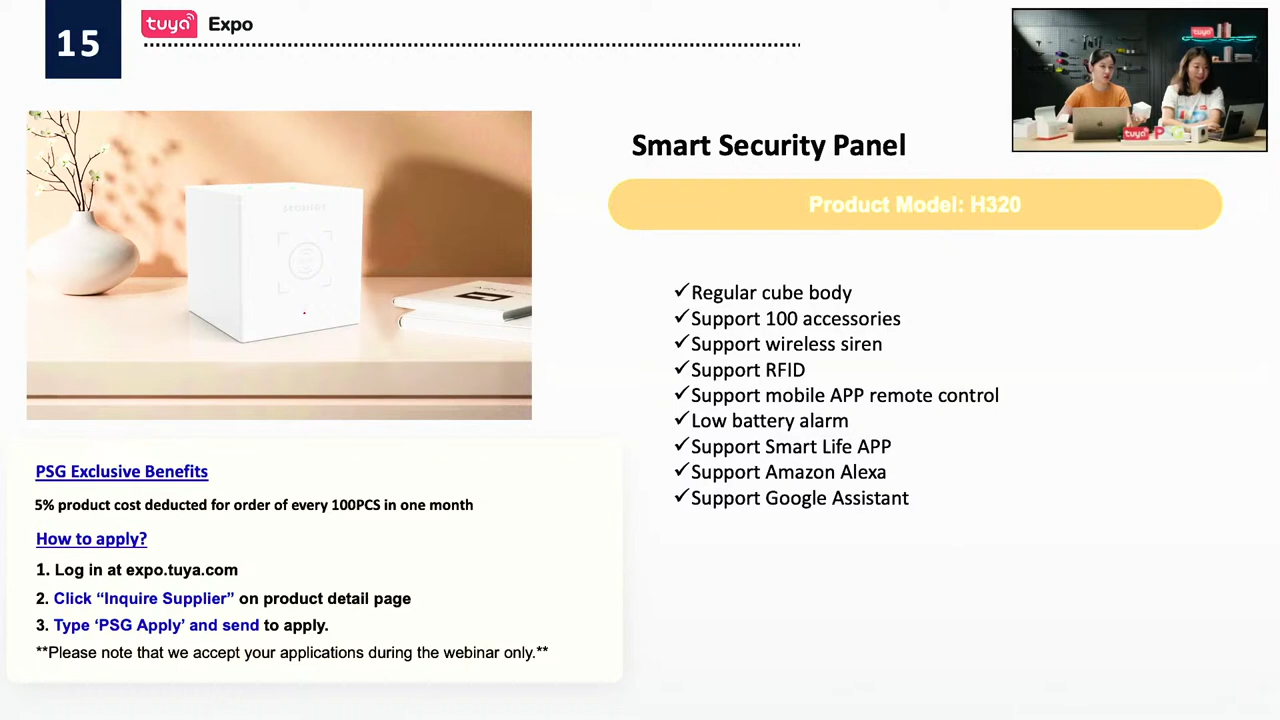 15
tuya Expo
Smart Security Panel
Product Model: H320
✓Regular cube body
✓Support 100 accessories
✓Support wireless siren
✓Support RFID
✓Support mobile APP remote control
✓Low battery alarm
✓Support Smart Life APP
✓Support Amazon Alexa
✓Support Google Assistant
PSG Exclusive Benefits
5% product cost deducted for order of every 100PCS in one month
How to apply?
1. Log in at expo.tuya.com
2. Click “Inquire Supplier” on product detail page
3. Type ‘PSG Apply’ and send to apply.
**Please note that we accept your applications during the webinar only.**
tuya
tuya